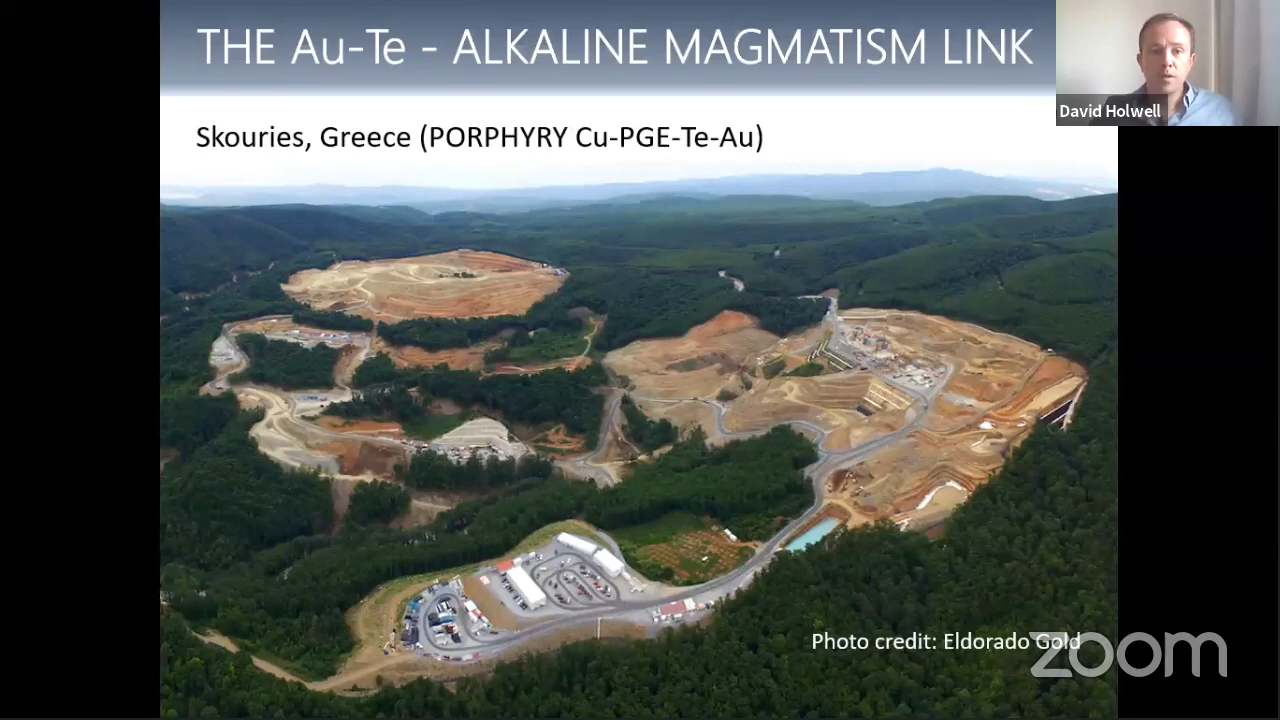 THE Au-Te - ALKALINE MAGMATISM LINK
David Holwell
Skouries, Greece (PORPHYRY Cu-PGE-Te-Au)
Photo credit: Eldorado Gold
zoom